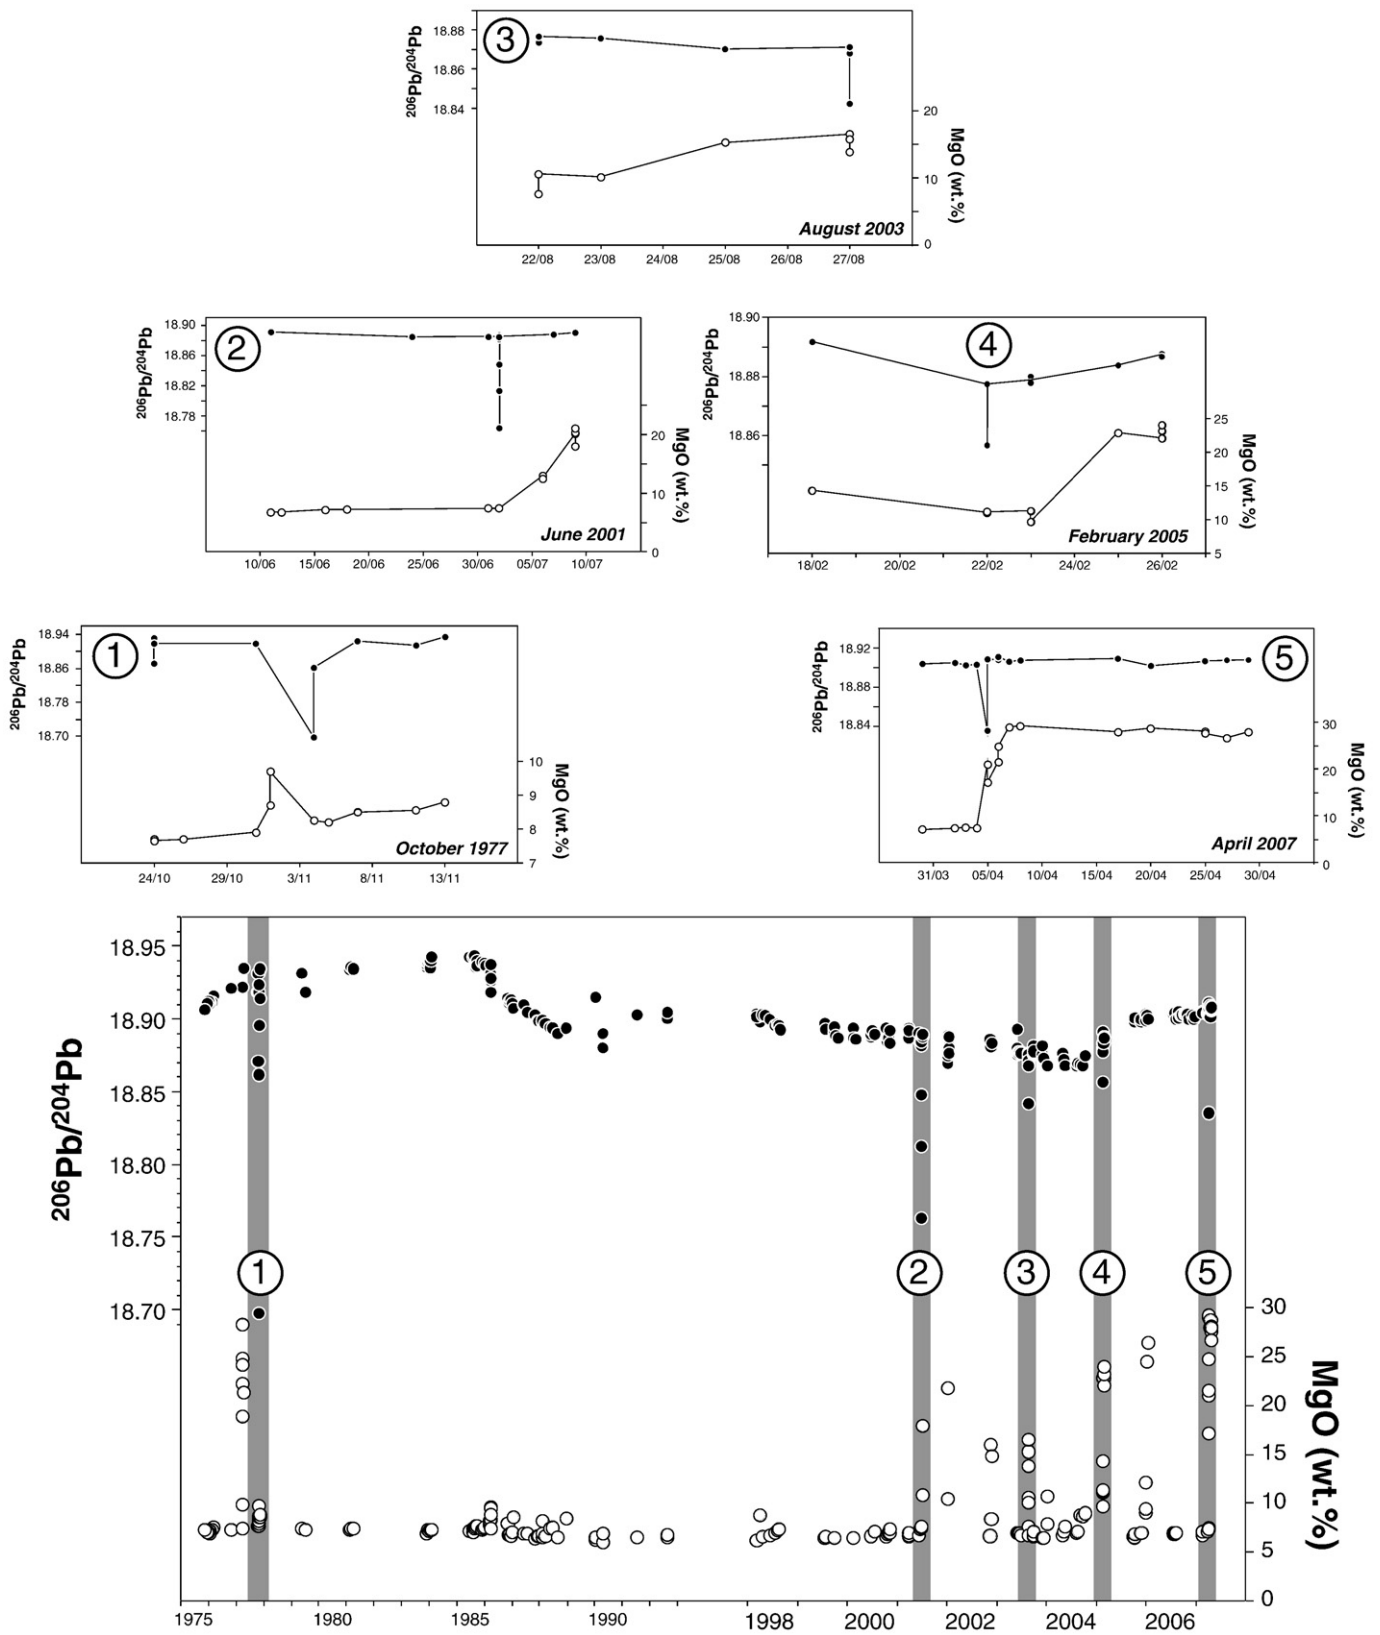 3
18.88
18.86
18.84
206Pb/204Pb
20
10
0
MgO (wt.%)
August 2003
22/08 23/08 24/08 25/08 26/08 27/08
2
18.90
18.86
18.82
18.78
206Pb/204Pb
20
10
0
MgO (wt.%)
June 2001
10/06 15/06 20/06 25/06 30/06 05/07 10/07
4
18.90
18.88
18.86
206Pb/204Pb
25
20
15
10
5
MgO (wt.%)
February 2005
18/02 20/02 22/02 24/02 26/02
1
18.94
18.86
18.78
18.70
206Pb/204Pb
10
9
8
7
MgO (wt.%)
October 1977
24/10 29/10 3/11 8/11 13/11
5
18.92
18.88
18.84
206Pb/204Pb
30
20
10
0
MgO (wt.%)
April 2007
31/03 05/04 10/04 15/04 20/04 25/04 30/04
18.95
18.90
18.85
18.80
18.75
18.70
206Pb/204Pb
1 2 3 4 5
30
25
20
15
10
5
0
MgO (wt.%)
1975 1980 1985 1990 1998 2000 2002 2004 2006